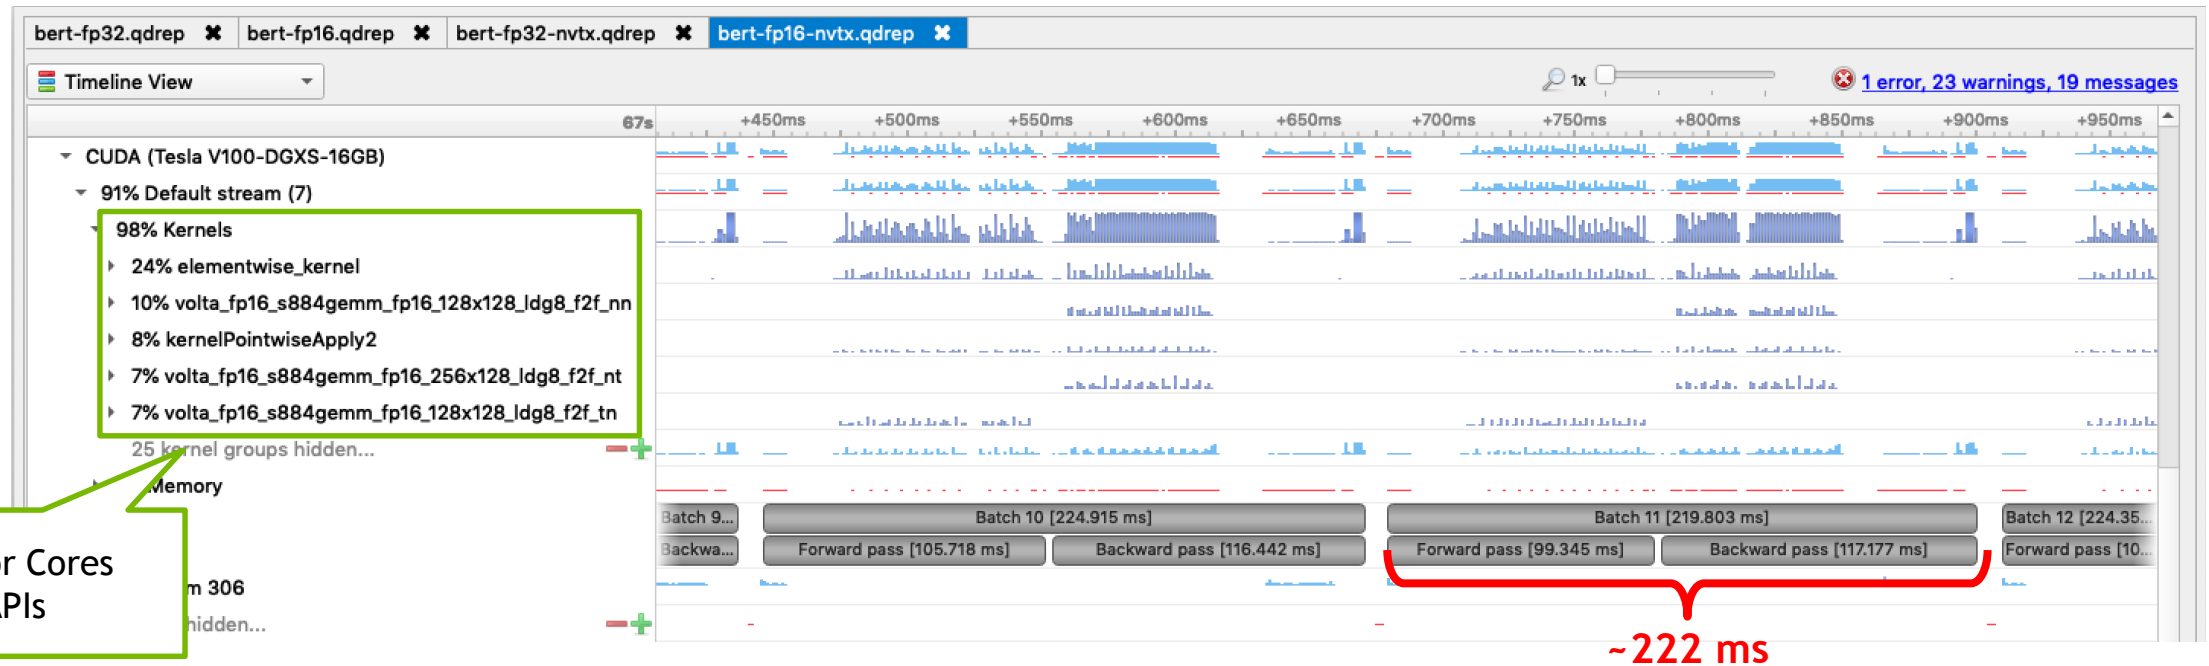 bert-fp32.qdrep ✖ bert-fp16.qdrep ✖ bert-fp32-nvtx.qdrep ✖ bert-fp16-nvtx.qdrep ✖
Timeline View 1x 1 error, 23 warnings, 19 messages
67s +450ms +500ms +550ms +600ms +650ms +700ms +750ms +800ms +850ms +900ms +950ms
CUDA (Tesla V100-DGXS-16GB)
91% Default stream (7)
98% Kernels
24% elementwise_kernel
10% volta_fp16_s884gemm_fp16_128x128_ldg8_f2f_nn
8% kernelPointwiseApply2
7% volta_fp16_s884gemm_fp16_256x128_ldg8_f2f_nt
7% volta_fp16_s884gemm_fp16_128x128_ldg8_f2f_tn
25 kernel groups hidden...
Memory
Batch 9... Batch 10 [224.915 ms] Batch 11 [219.803 ms] Batch 12 [224.35...
Backwa... Forward pass [105.718 ms] Backward pass [116.442 ms] Forward pass [99.345 ms] Backward pass [117.177 ms] Forward pass [10...
or Cores
m 306
APIs
hidden...
~222 ms